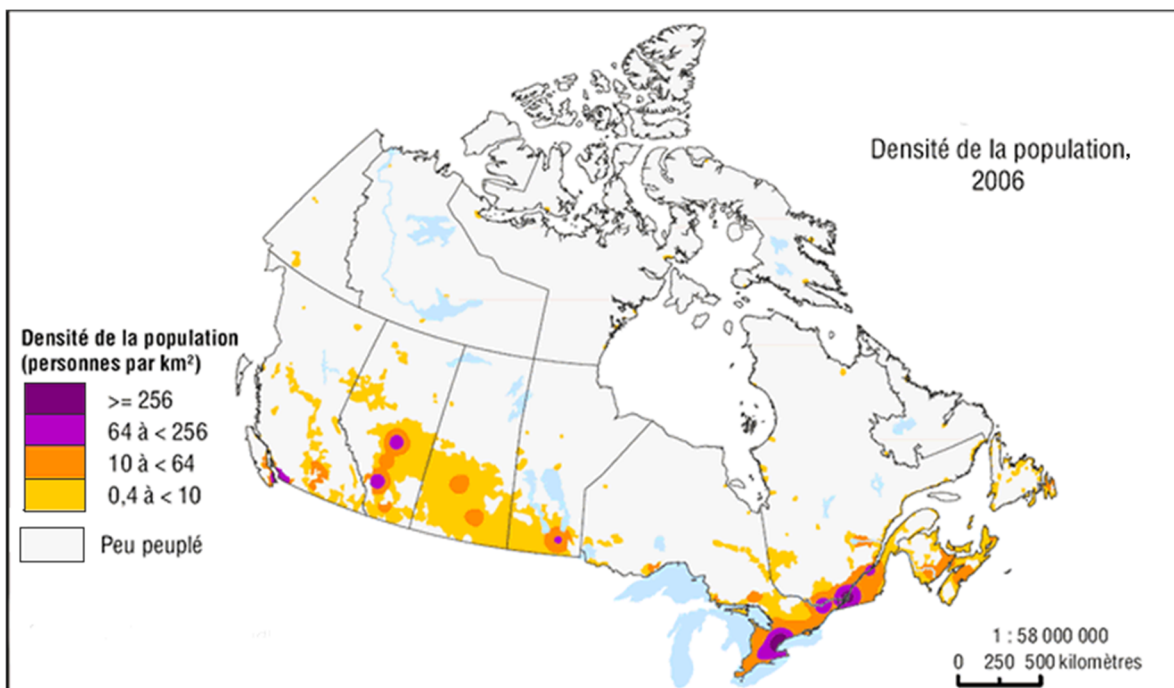 Densité de la population,
2006
Densité de la population
(personnes par km²)
>= 256
64 à < 256
10 à < 64
0,4 à < 10
Peu peuplé
1 : 58 000 000
0 250 500 kilomètres